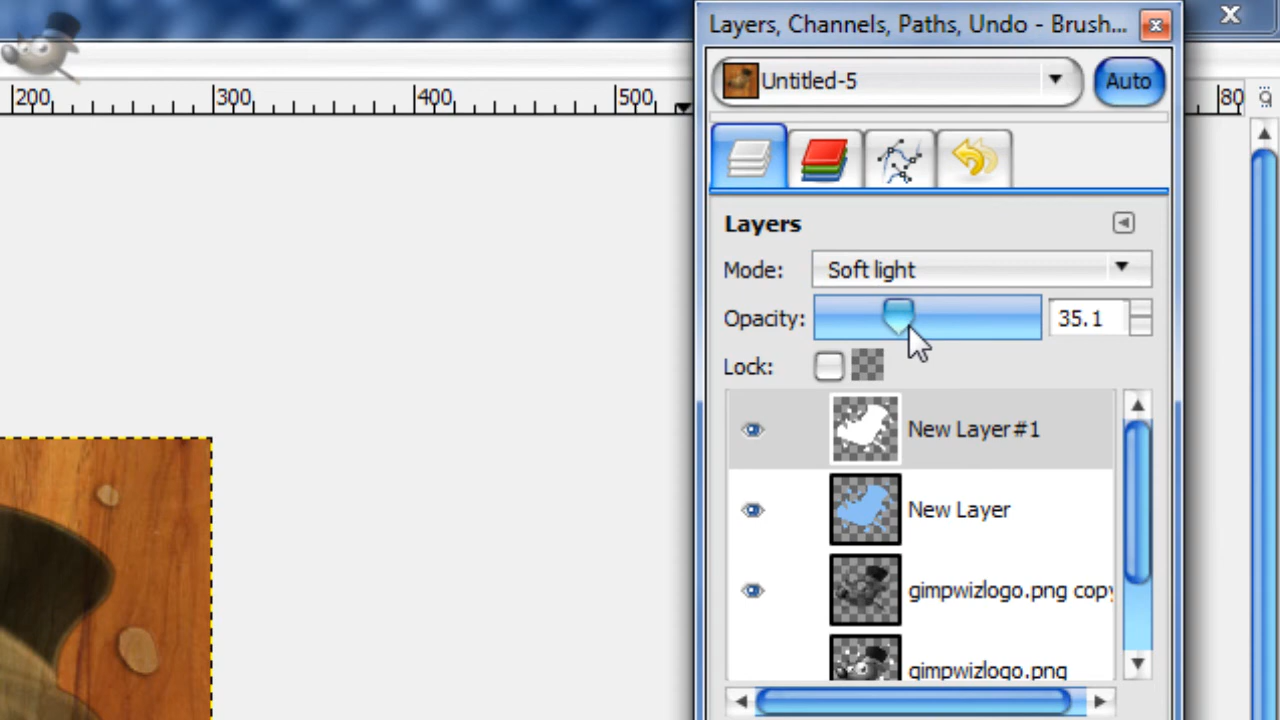 Layers, Channels, Paths, Undo - Brush...
Untitled-5
Auto
200
300
400
500
80
Layers
Mode:
Soft light
Opacity:
35.1
Lock:
New Layer#1
New Layer
gimpwizlogo.png copy
gimpwizlogo.png